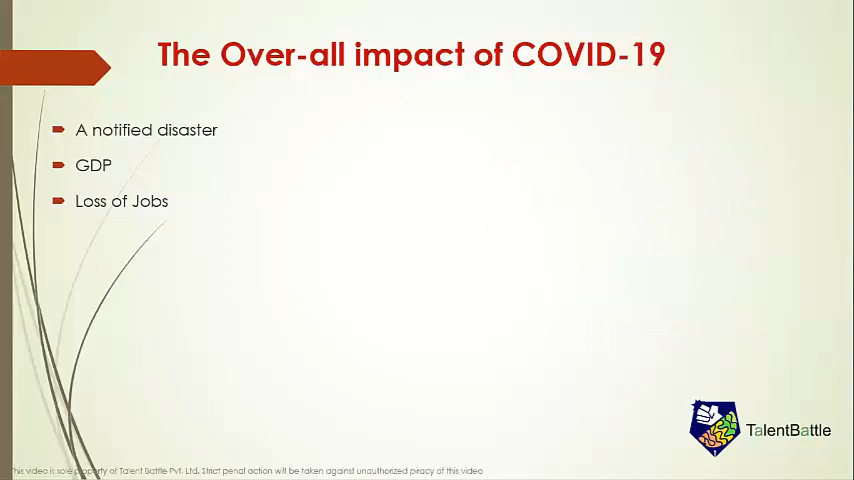 The Over-all impact of COVID-19
A notified disaster
GDP
Loss of Jobs
TalentBattle
This video is sole property of Talent Battle Pvt. Ltd. Strict penal action will be taken against unauthorized piracy of this video